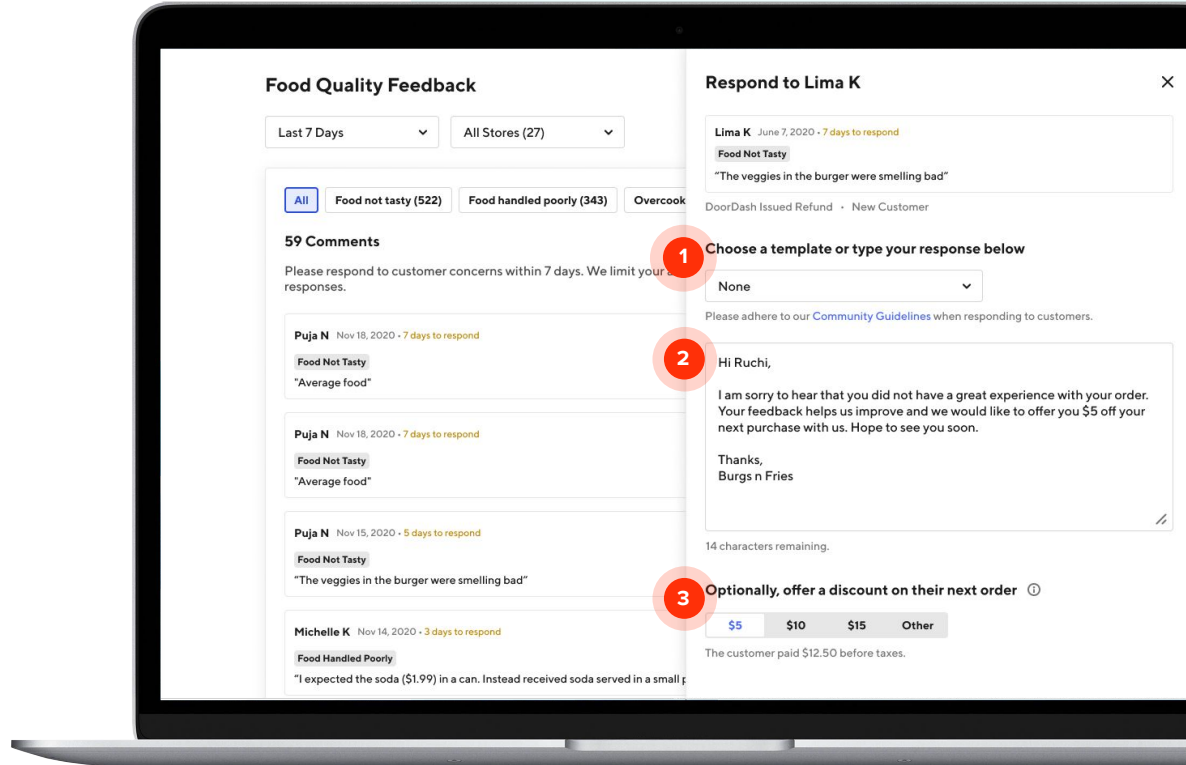 Food Quality Feedback
Last 7 Days
All Stores (27)
All
Food not tasty (522)
Food handled poorly (343)
Overcook
59 Comments
Please respond to customer concerns within 7 days. We limit your
responses.
Puja N Nov 18, 2020 • 7 days to respond
Food Not Tasty
"Average food"
Puja N Nov 18, 2020 • 7 days to respond
Food Not Tasty
"Average food"
Puja N Nov 15, 2020 • 5 days to respond
Food Not Tasty
"The veggies in the burger were smelling bad"
Michelle K Nov 14, 2020 • 3 days to respond
Food Handled Poorly
"I expected the soda ($1.99) in a can. Instead received soda served in a small
Respond to Lima K
Lima K June 7, 2020 • 7 days to respond
Food Not Tasty
"The veggies in the burger were smelling bad"
DoorDash Issued Refund • New Customer
1
Choose a template or type your response below
None
Please adhere to our Community Guidelines when responding to customers.
2
Hi Ruchi,
I am sorry to hear that you did not have a great experience with your order.
Your feedback helps us improve and we would like to offer you $5 off your
next purchase with us. Hope to see you soon.
Thanks,
Burgs n Fries
14 characters remaining.
3
Optionally, offer a discount on their next order
$5
$10
$15
Other
The customer paid $12.50 before taxes.